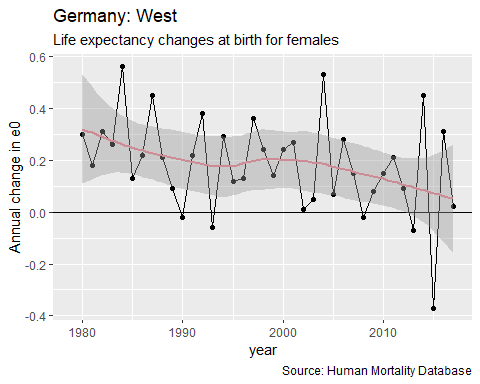 Germany: West
Life expectancy changes at birth for females
Annual change in e0
0.6
0.4
0.2
0.0
-0.2
-0.4
1980 1990 2000 2010
year
Source: Human Mortality Database